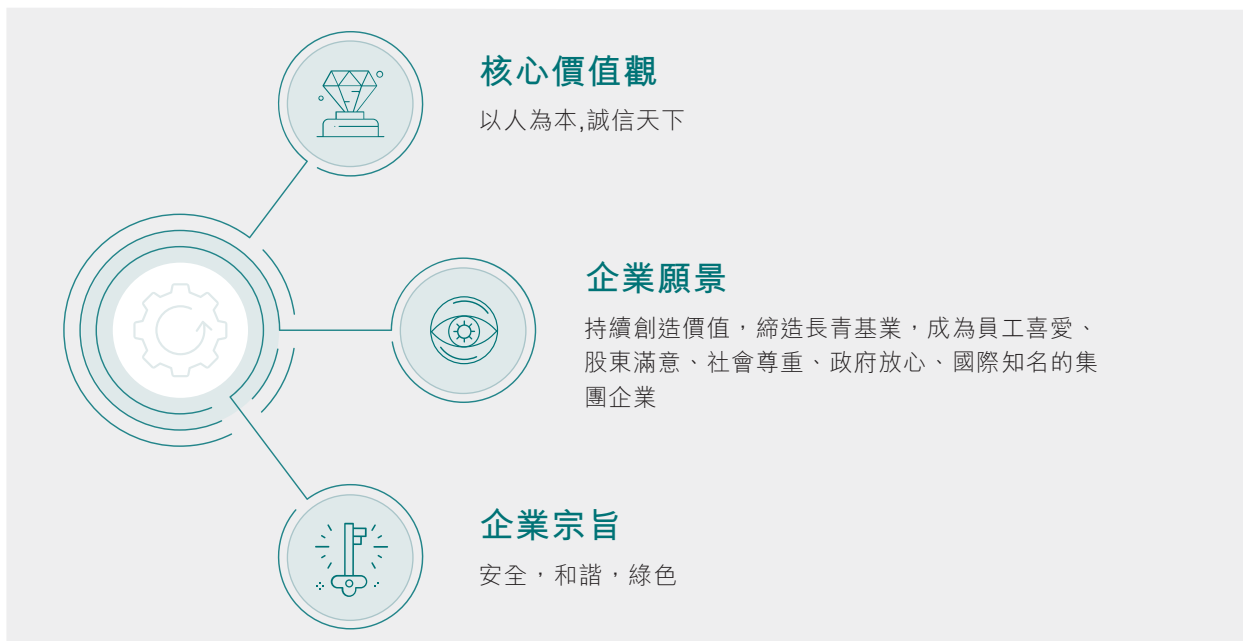 核心價值觀
以人為本,誠信天下
企業願景
持續創造價值，締造長青基業，成為員工喜愛、
股東滿意、社會尊重、政府放心、國際知名的集
團企業
企業宗旨
安全，和諧，綠色